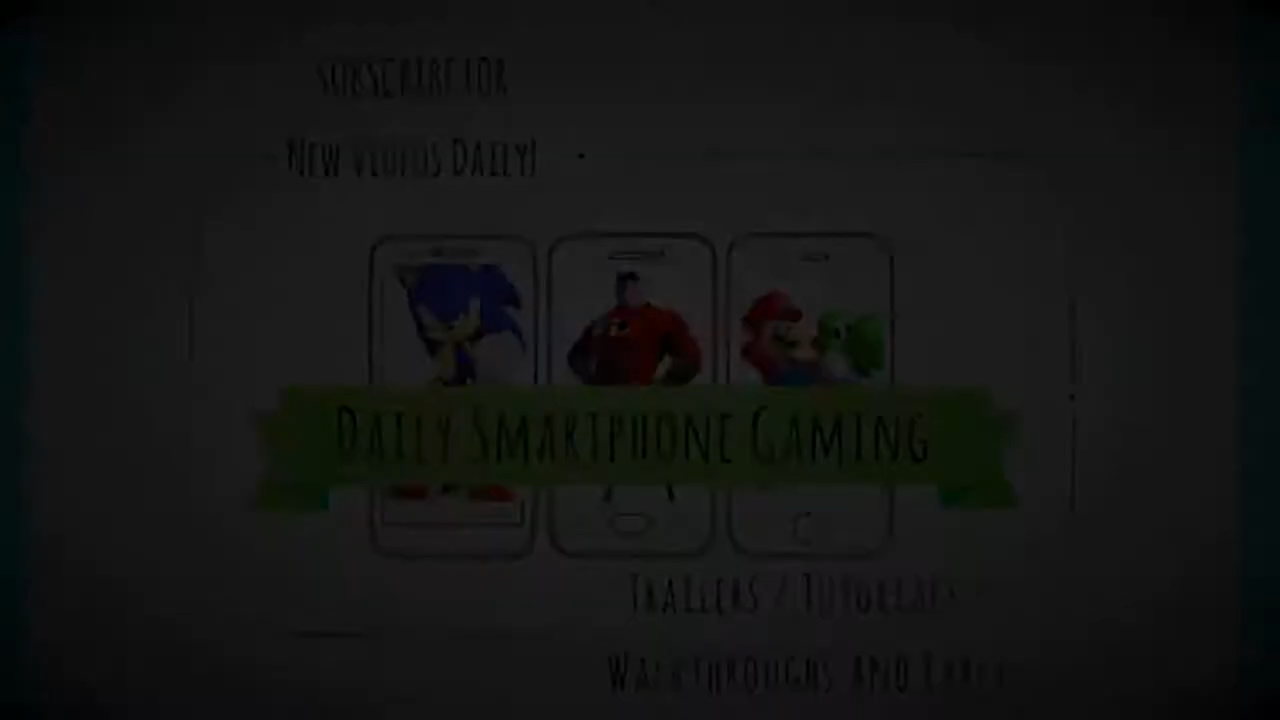 SUBSCRIBE FOR
NEW VIDEOS DAILY!
DAILY SMARTPHONE GAMING
TRAILERS / TUTORIALS
WALKTHROUGHS AND